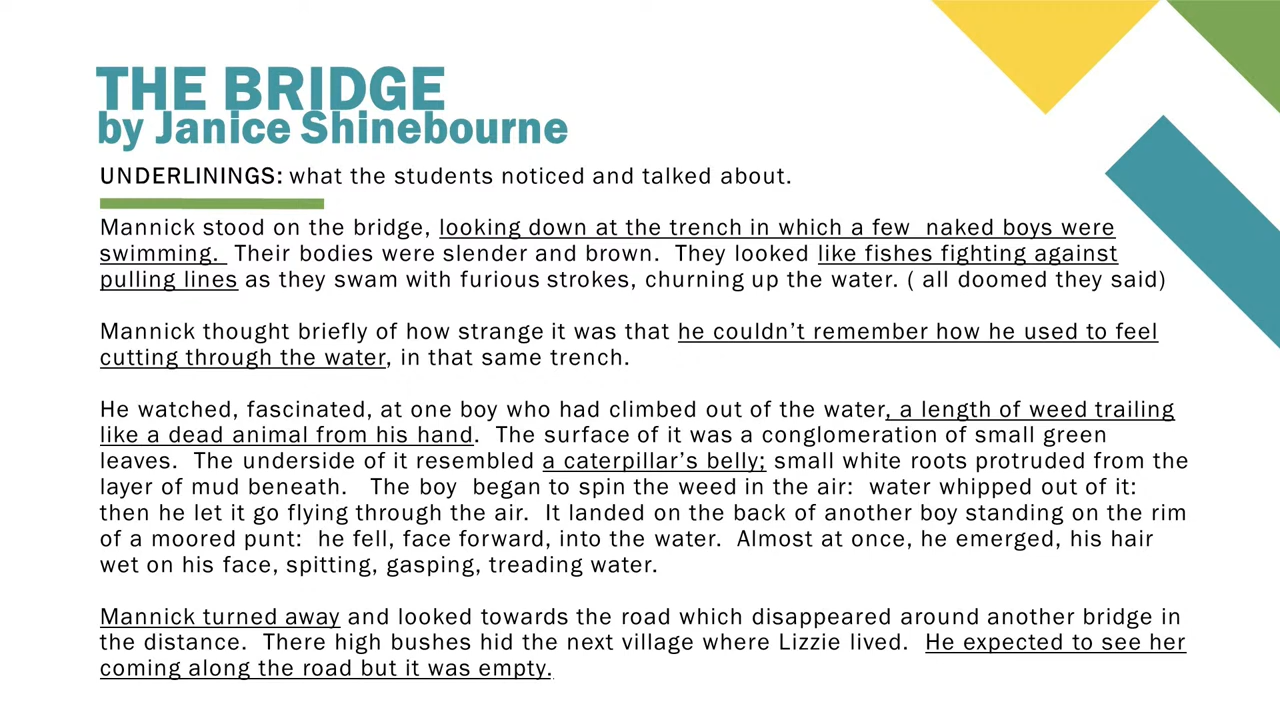 THE BRIDGE
by Janice Shinebourne
UNDERLININGS: what the students noticed and talked about.
Mannick stood on the bridge, looking down at the trench in which a few  naked boys were
swimming.  Their bodies were slender and brown.  They looked like fishes fighting against
pulling lines as they swam with furious strokes, churning up the water. ( all doomed they said)
Mannick thought briefly of how strange it was that he couldn't remember how he used to feel
cutting through the water, in that same trench.
He watched, fascinated, at one boy who had climbed out of the water, a length of weed trailing
like a dead animal from his hand.  The surface of it was a conglomeration of small green
leaves.  The underside of it resembled a caterpillar's belly; small white roots protruded from the
layer of mud beneath.   The boy  began to spin the weed in the air:  water whipped out of it:
then he let it go flying through the air.  It landed on the back of another boy standing on the rim
of a moored punt:  he fell, face forward, into the water.  Almost at once, he emerged, his hair
wet on his face, spitting, gasping, treading water.
Mannick turned away and looked towards the road which disappeared around another bridge in
the distance.  There high bushes hid the next village where Lizzie lived.  He expected to see her
coming along the road but it was empty.